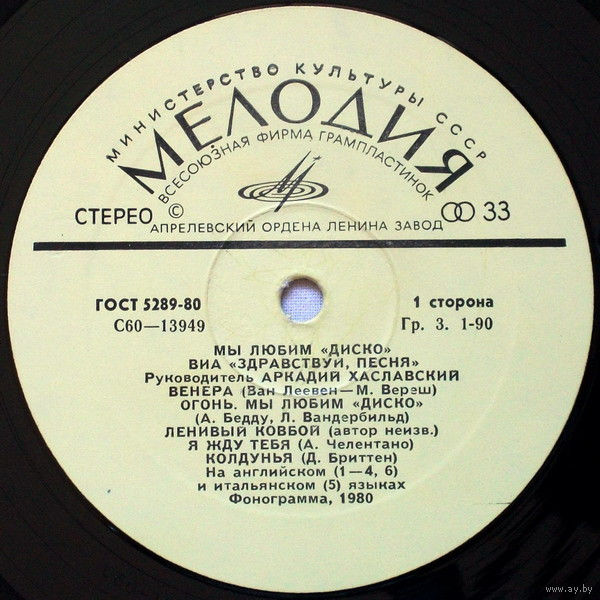 МИНИСТЕРСТВО КУЛЬТУРЫ СССР
МЕЛОДИЯ
ВСЕСОЮЗНАЯ ФИРМА ГРАМПЛАСТИНОК
СТЕРЕО © 33
АПРЕЛЕВСКИЙ ОРДЕНА ЛЕНИНА ЗАВОД
ГОСТ 5289-80 1 сторона
С60—13949 Гр. 3. 1-90
МЫ ЛЮБИМ «ДИСКО»
ВИА «ЗДРАВСТВУЙ, ПЕСНЯ»
Руководитель АРКАДИЙ ХАСЛАВСКИЙ
ВЕНЕРА (Ван Леевен—М. Вереш)
ОГОНЬ. МЫ ЛЮБИМ «ДИСКО»
(А. Бедду, Л. Вандербильд)
ЛЕНИВЫЙ КОВБОЙ (автор неизв.)
Я ЖДУ ТЕБЯ (А. Челентано)
КОЛДУНЬЯ (Д. Бриттен)
На английском (1—4, 6)
и итальянском (5) языках
Фонограмма, 1980
www.ay.by